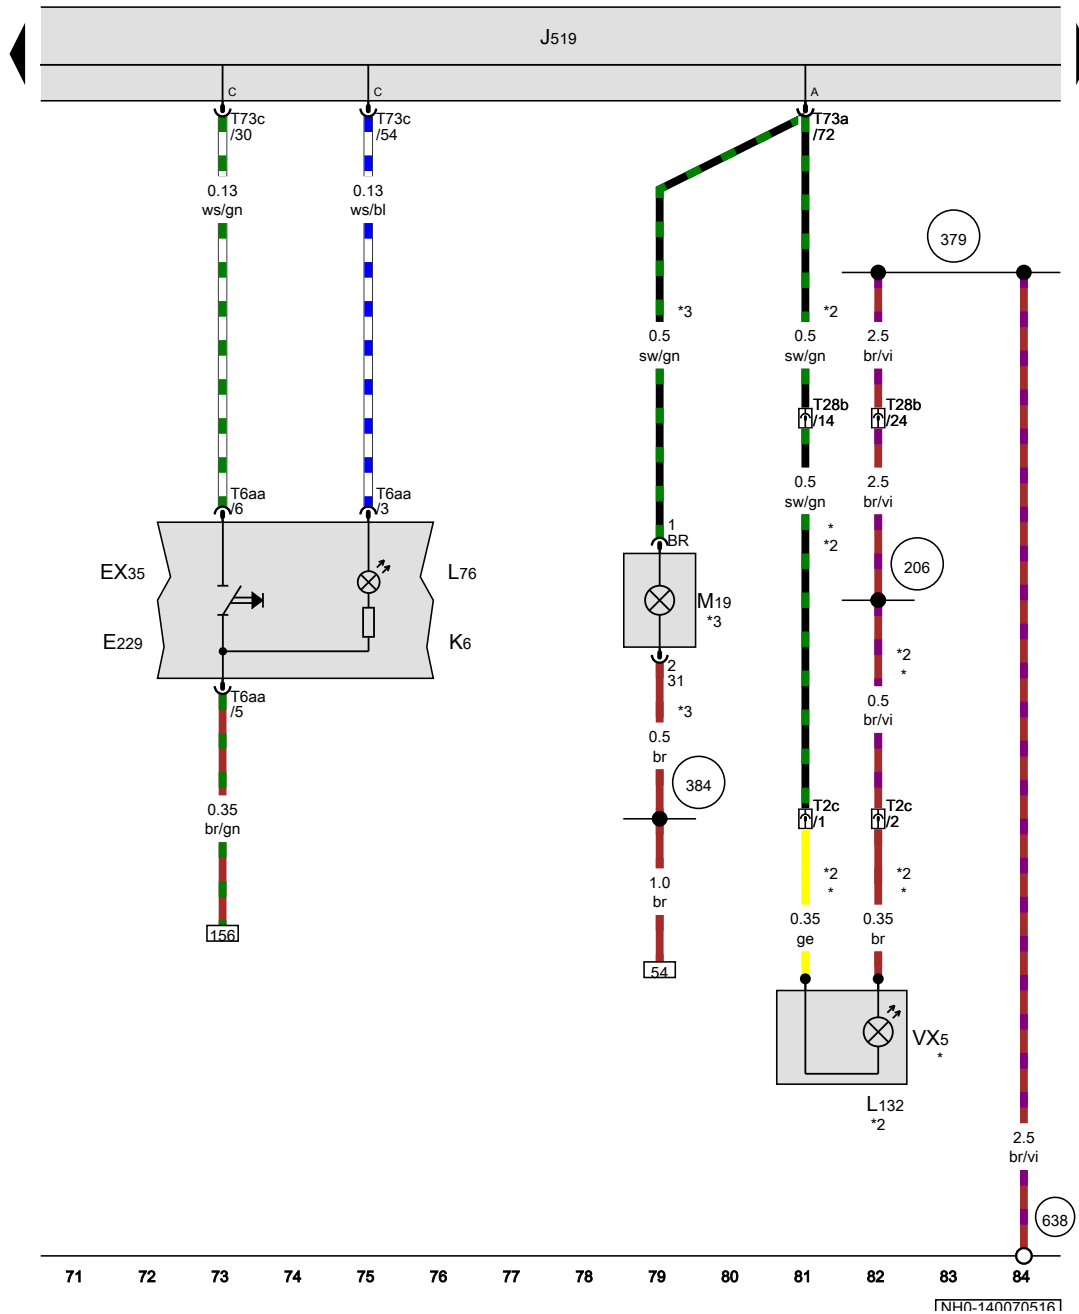 J519
C
C
A
T73c
/30
T73c
/54
T73a
/72
0.13
ws/gn
0.13
ws/bl
379
*3
*2
0.5
sw/gn
0.5
sw/gn
2.5
br/vi
T28b
/14
T28b
/24
0.5
sw/gn
2.5
br/vi
T6aa
/6
T6aa
/3
*
*2
1
BR
206
EX35
L76
M19
*3
E229
K6
2
31
*2
*
T6aa
/5
*3
0.5
br/vi
0.5
br
384
0.35
br/gn
T2c
/1
T2c
/2
1.0
br
*2
*
*2
*
0.35
ge
0.35
br
156
54
VX5
*
L132
*2
2.5
br/vi
638
71 72 73 74 75 76 77 78 79 80 81 82 83 84
NH0-140070516